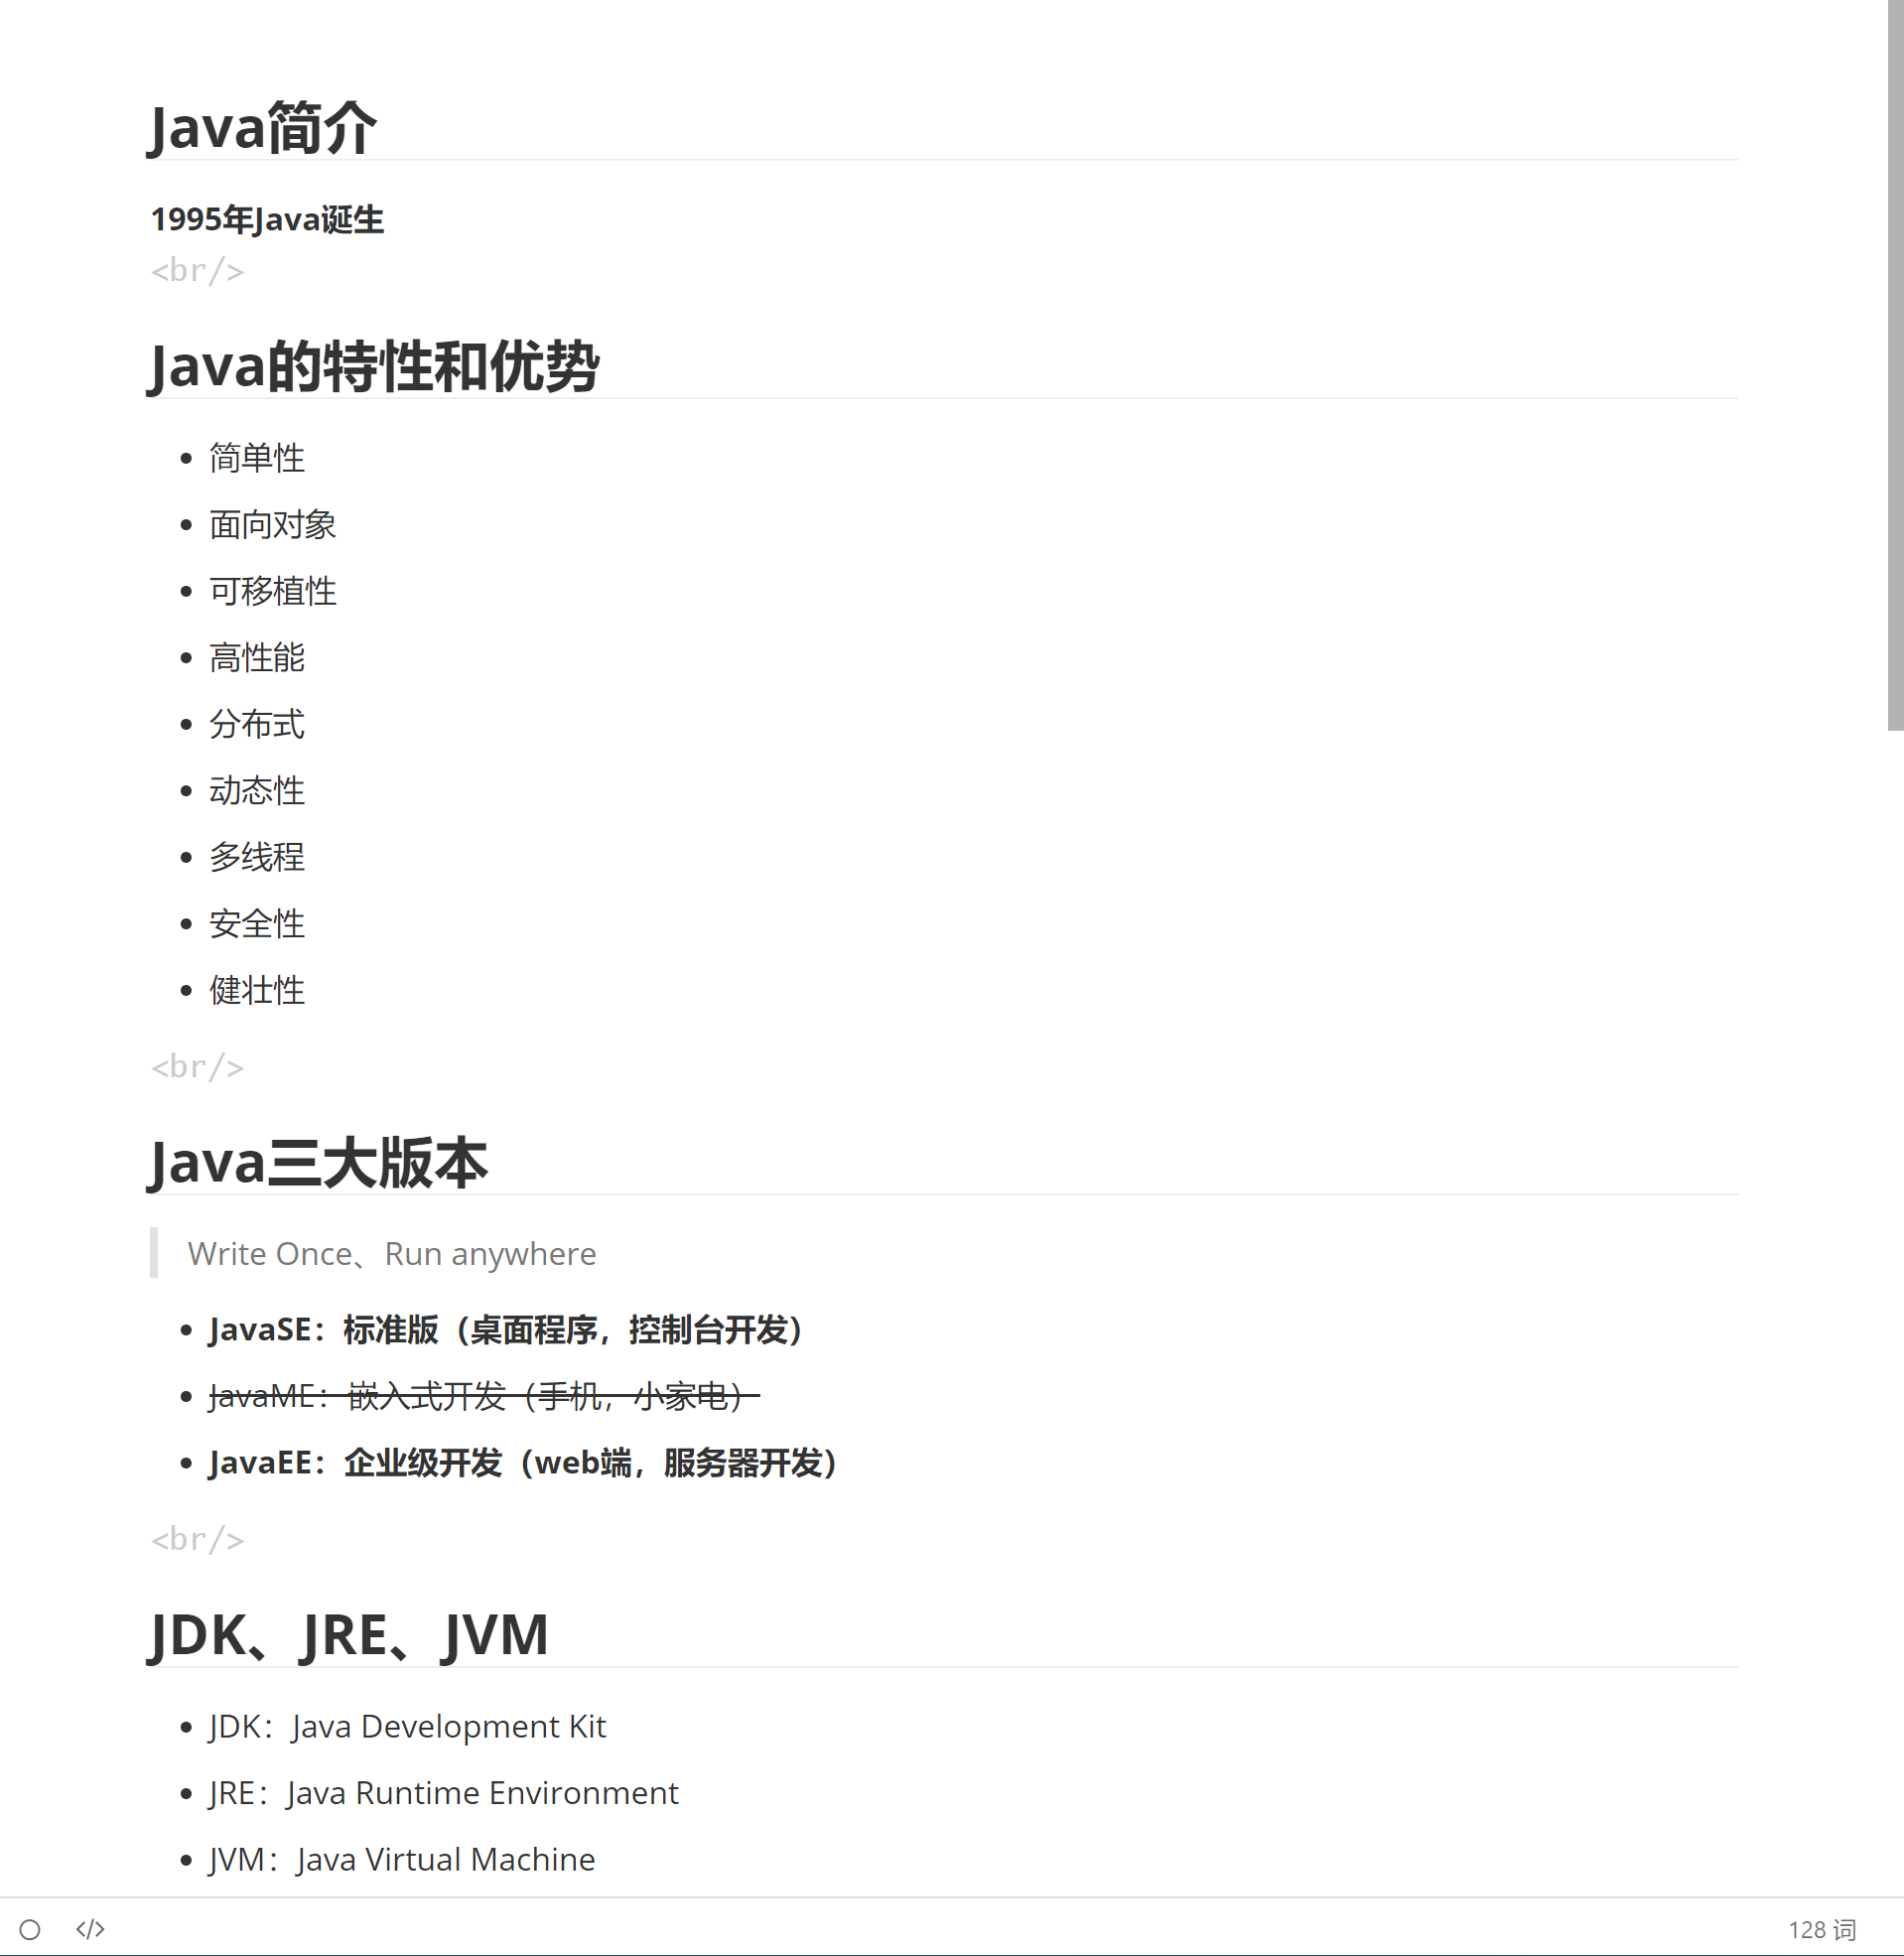 Java简介
1995年Java诞生
<br/>
Java的特性和优势
简单性
面向对象
可移植性
高性能
分布式
动态性
多线程
安全性
健壮性
<br/>
Java三大版本
Write Once、Run anywhere
JavaSE：标准版（桌面程序，控制台开发）
JavaME：嵌入式开发（手机，小家电）
JavaEE：企业级开发（web端，服务器开发）
<br/>
JDK、JRE、JVM
JDK：Java Development Kit
JRE：Java Runtime Environment
JVM：Java Virtual Machine
</> 128 词